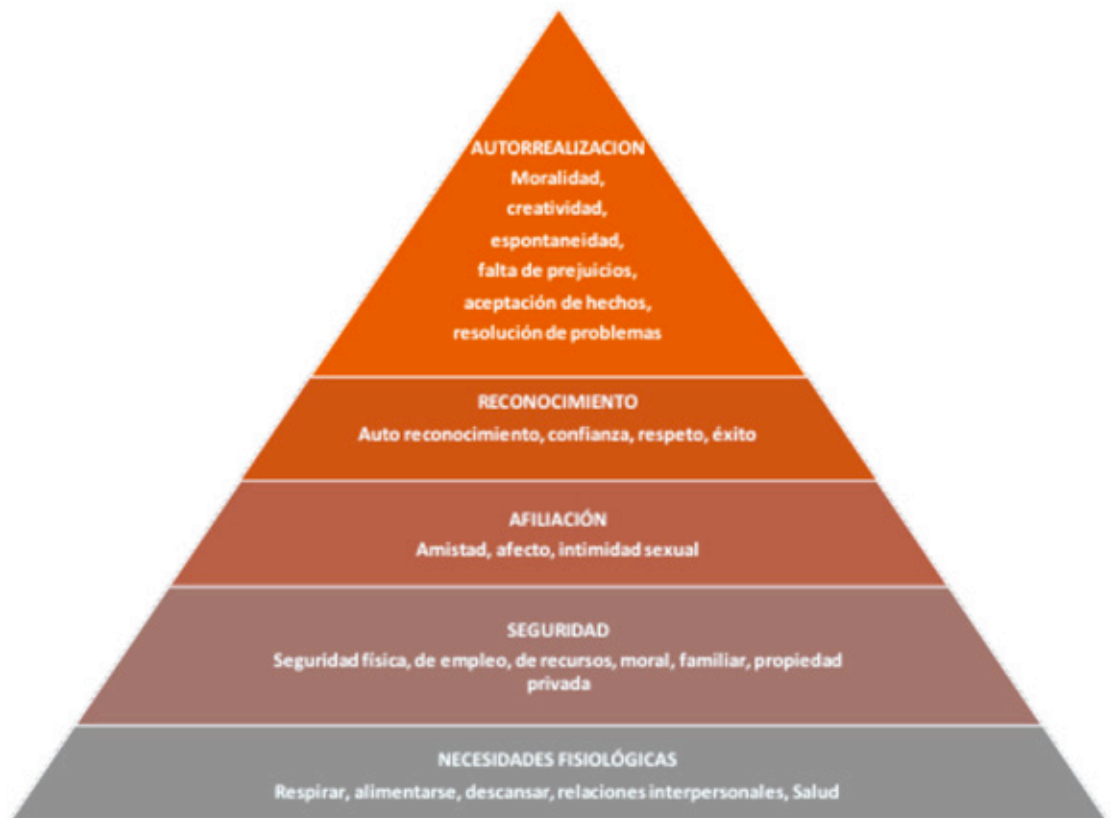 AUTORREALIZACION
Moralidad,
creatividad,
espontaneidad,
falta de prejuicios,
aceptación de hechos,
resolución de problemas
RECONOCIMIENTO
Auto reconocimiento, confianza, respeto, éxito
AFILIACIÓN
Amistad, afecto, intimidad sexual
SEGURIDAD
Seguridad física, de empleo, de recursos, moral, familiar, propiedad
privada
NECESIDADES FISIOLÓGICAS
Respirar, alimentarse, descansar, relaciones interpersonales, Salud